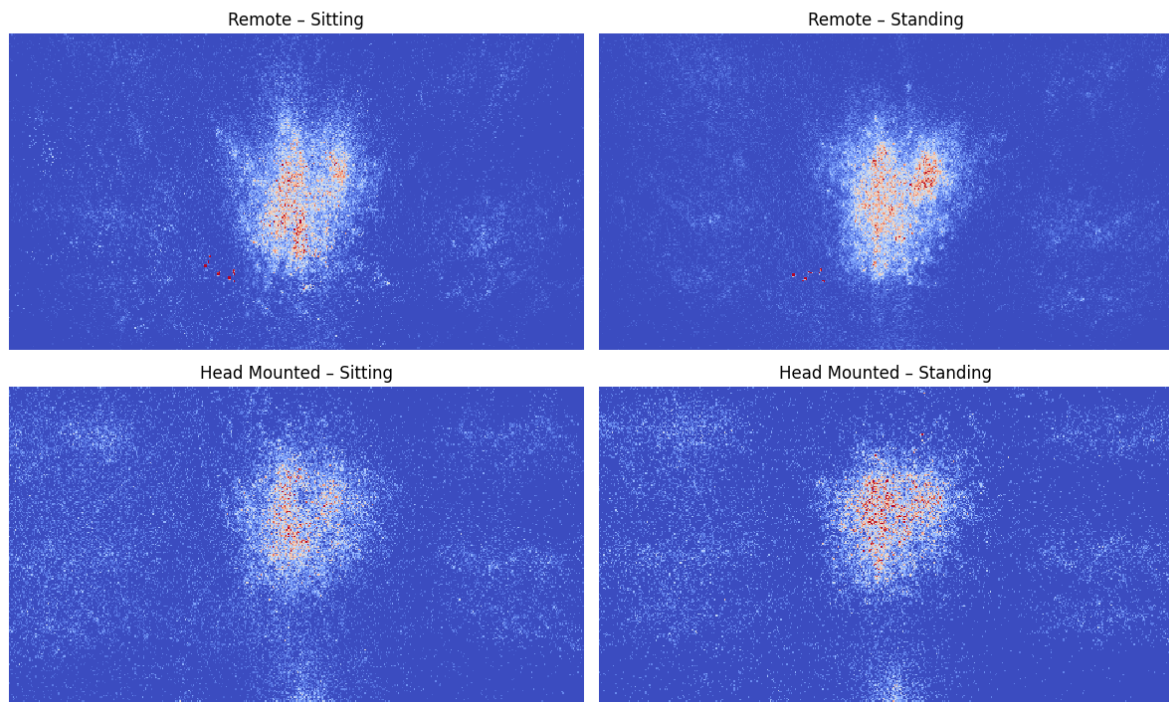 Remote – Sitting
Remote – Standing
Head Mounted – Sitting
Head Mounted – Standing